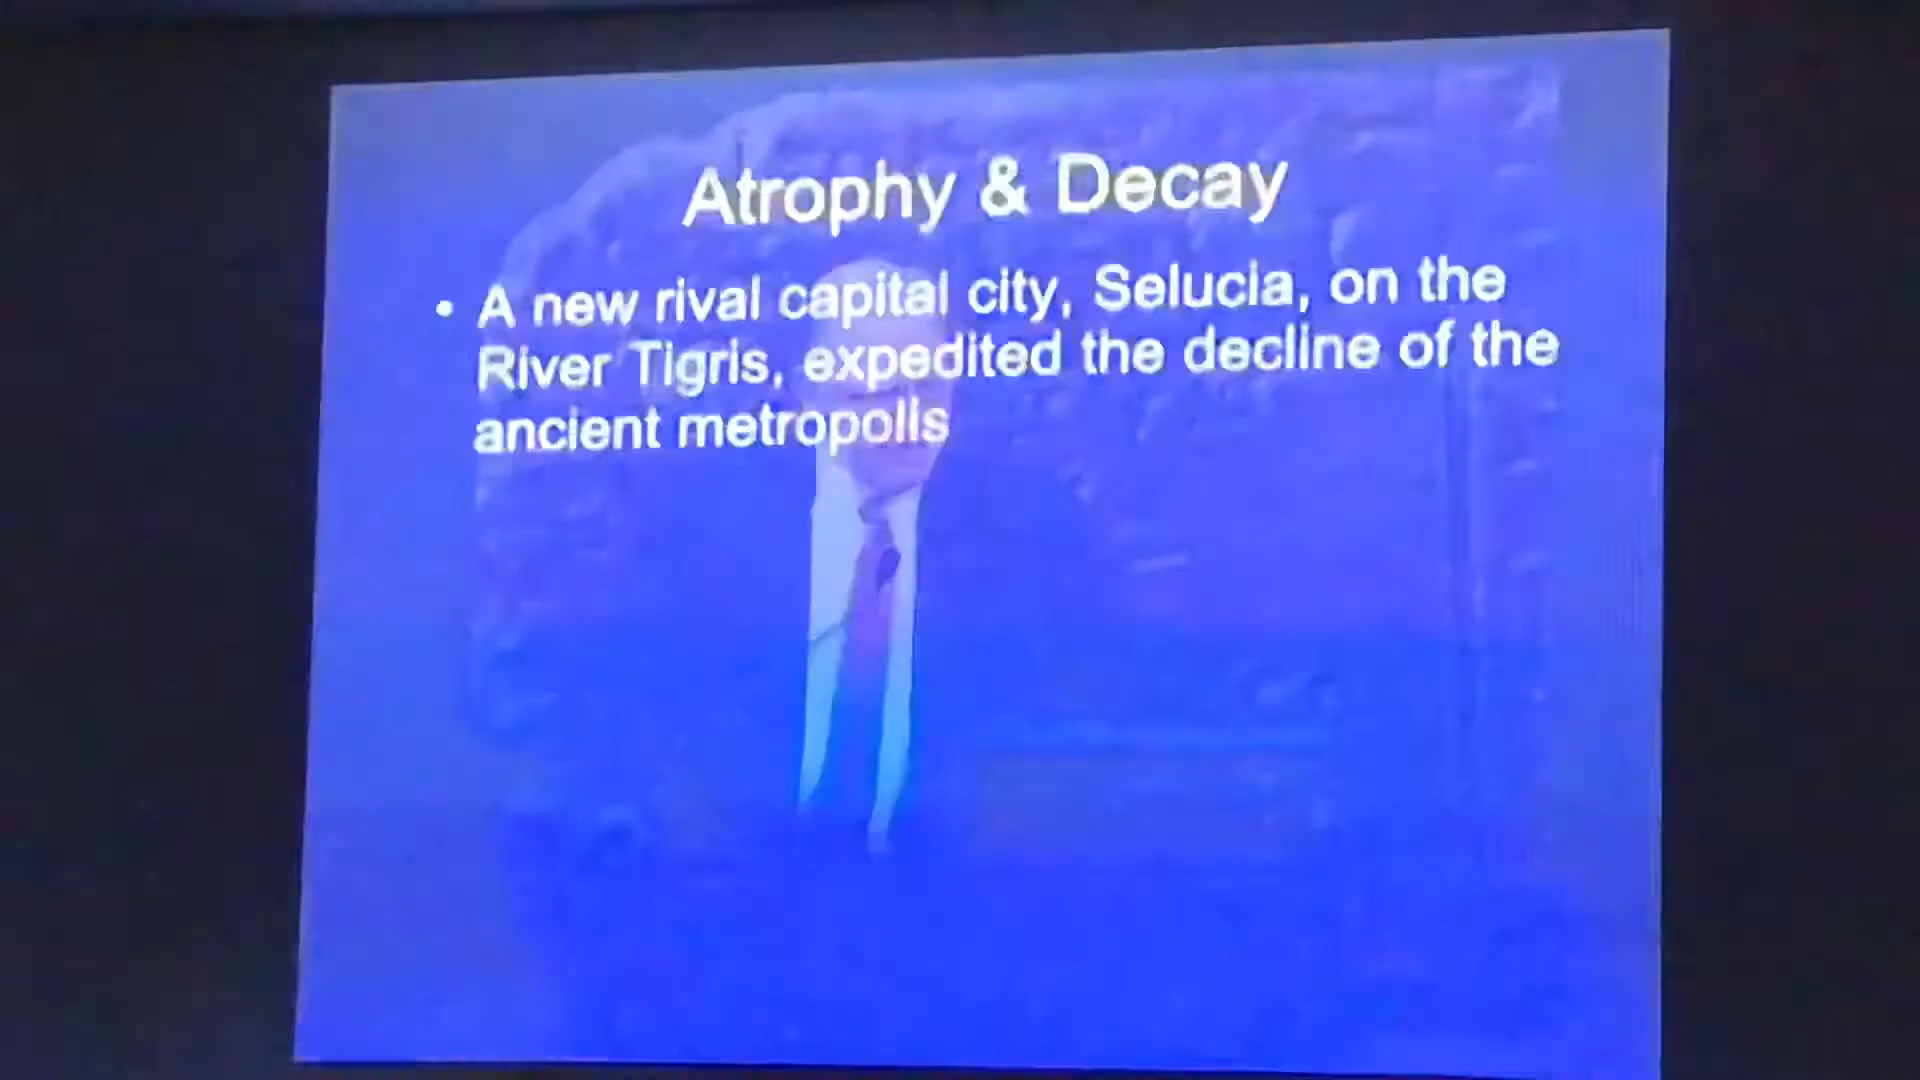 Atrophy & Decay
• A new rival capital city, Selucia, on the
River Tigris, expedited the decline of the
ancient metropolis